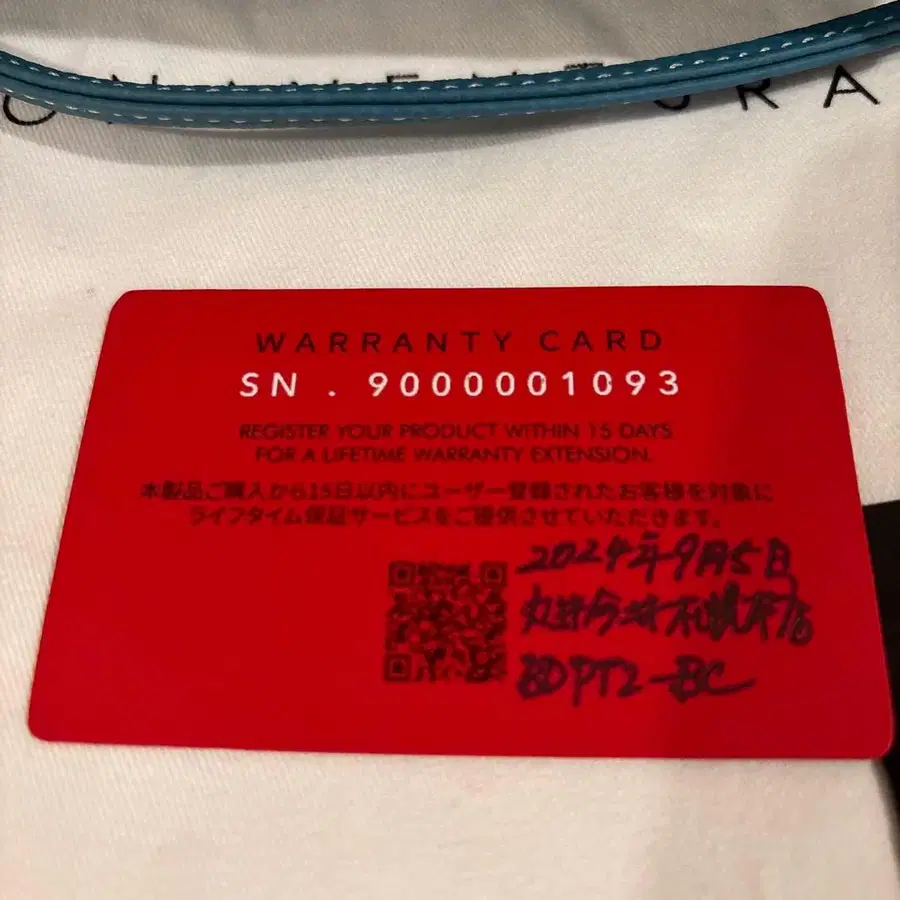 ONAVENTURA
WARRANTY CARD
SN . 9000001093
REGISTER YOUR PRODUCT WITHIN 15 DAYS
FOR A LIFETIME WARRANTY EXTENSION.
本製品ご購入から15日以内にユーザー登録されたお客様を対象に
ライフタイム保証サービスをご提供させていただきます。
2024年9月5日
丸井今井札幌本店
BDPT2-BC